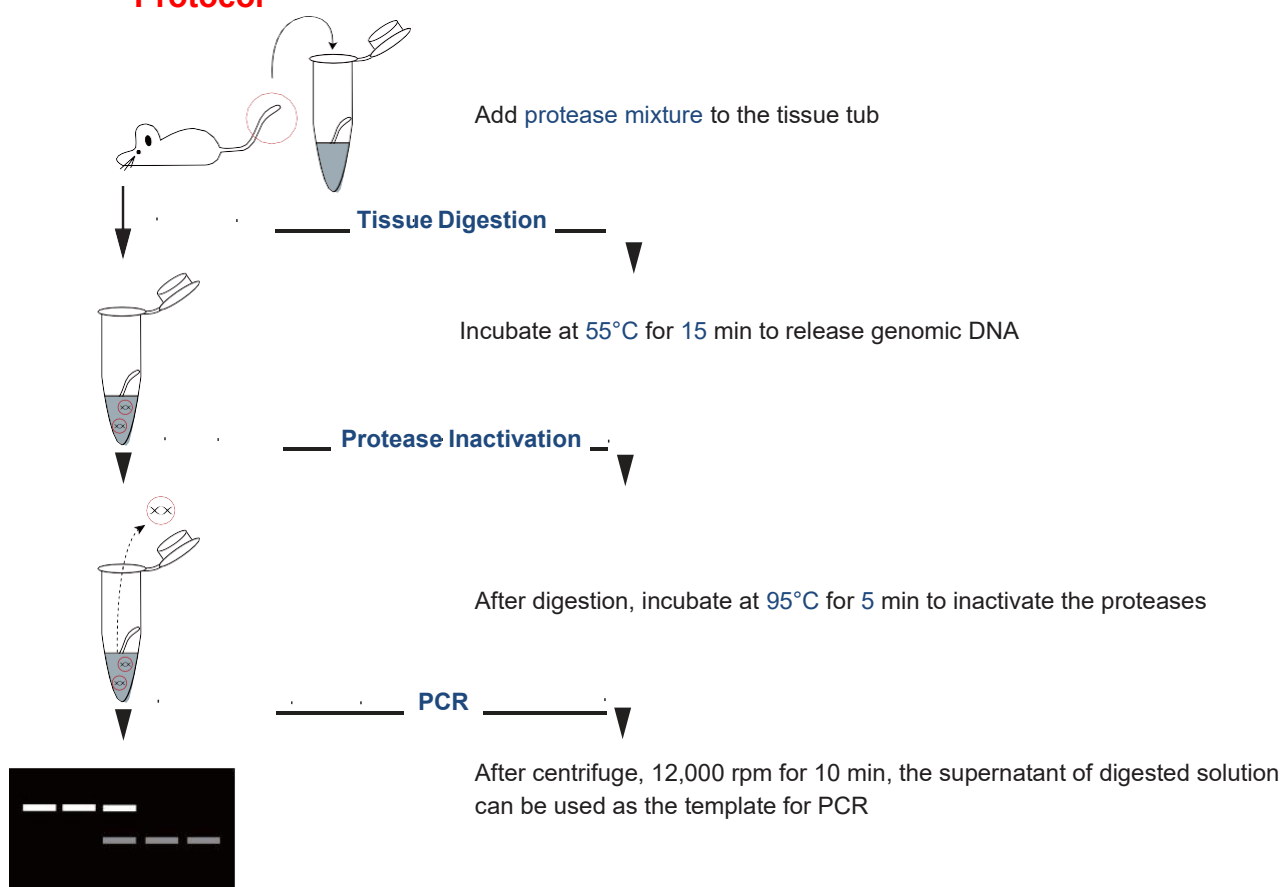 Protocol
Add protease mixture to the tissue tub
Tissue Digestion
Incubate at 55°C for 15 min to release genomic DNA
Protease Inactivation
After digestion, incubate at 95°C for 5 min to inactivate the proteases
PCR
After centrifuge, 12,000 rpm for 10 min, the supernatant of digested solution
can be used as the template for PCR